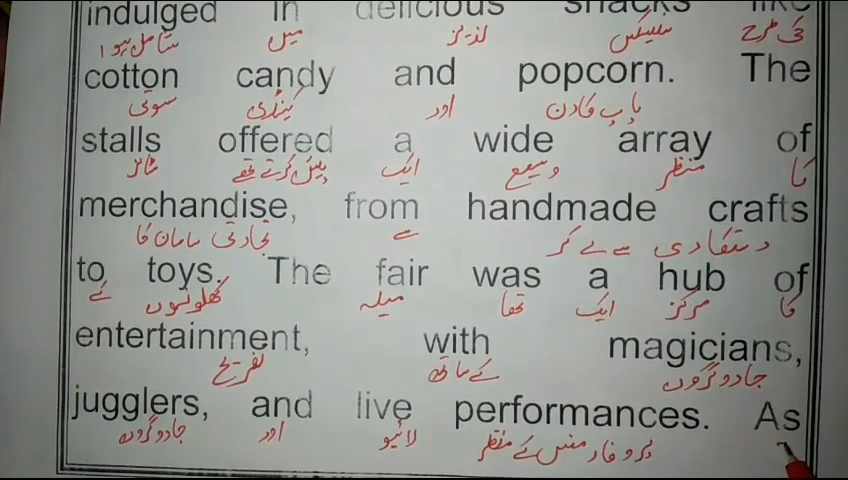 indulged in delicious snacks like
شامل ہوا میں لذیذ سنیکس کی طرح
cotton candy and popcorn. The
سوتی کینڈی اور پاپ کارن
stalls offered a wide array of
سٹالز پیش کرتے تھے ایک وسیع منظر کا
merchandise, from handmade crafts
تجارتی سامان کا سے دستکاری سے لے کر
to toys. The fair was a hub of
کے کھلونوں میلہ تھا ایک مرکز کا
entertainment, with magicians,
تفریح کے ساتھ جادوگروں
jugglers, and live performances. As
جادوگروں اور لائیو پروفارمنس کے منظر